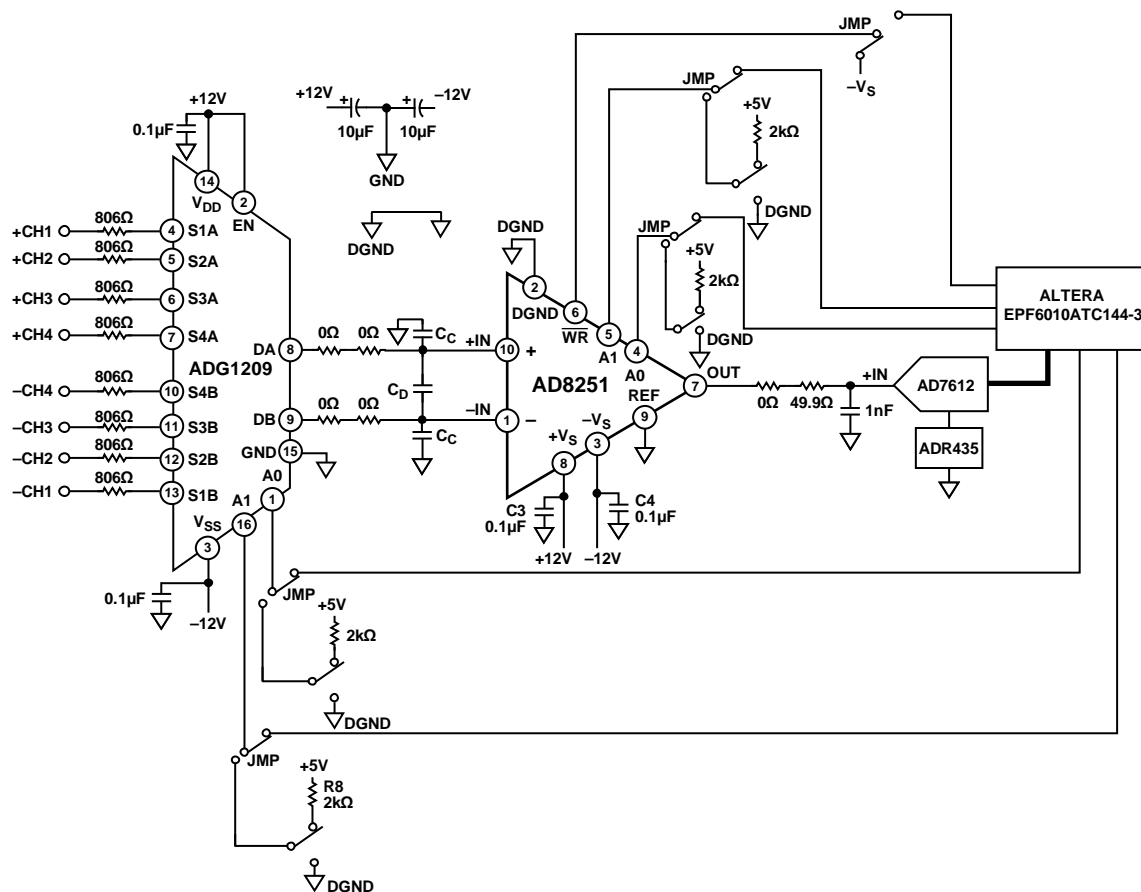 JMP
–VS
JMP
+12V
–12V
+12V
+5V
0.1µF
10µF
10µF
2kΩ
GND
14
VDD
2
EN
DGND
JMP
DGND
DGND
806Ω
+CH1
4
S1A
806Ω
+CH2
5
S2A
806Ω
+CH3
6
S3A
806Ω
+CH4
7
S4A
ADG1209
806Ω
–CH4
10
S4B
806Ω
–CH3
11
S3B
806Ω
–CH2
12
S2B
806Ω
–CH1
13
S1B
DA
8
0Ω
0Ω
CC
+IN
10
+
CD
DB
9
0Ω
0Ω
CC
–IN
1
–
GND
15
A0
1
A1
16
VSS
3
0.1µF
–12V
2
DGND
6
WR
5
A1
4
A0
AD8251
7
OUT
REF
9
–VS
3
+VS
8
C3
0.1µF
C4
0.1µF
+12V
–12V
+5V
2kΩ
DGND
ALTERA
EPF6010ATC144-3
0Ω
49.9Ω
+IN
1nF
AD7612
ADR435
JMP
+5V
2kΩ
DGND
JMP
+5V
R8
2kΩ
DGND